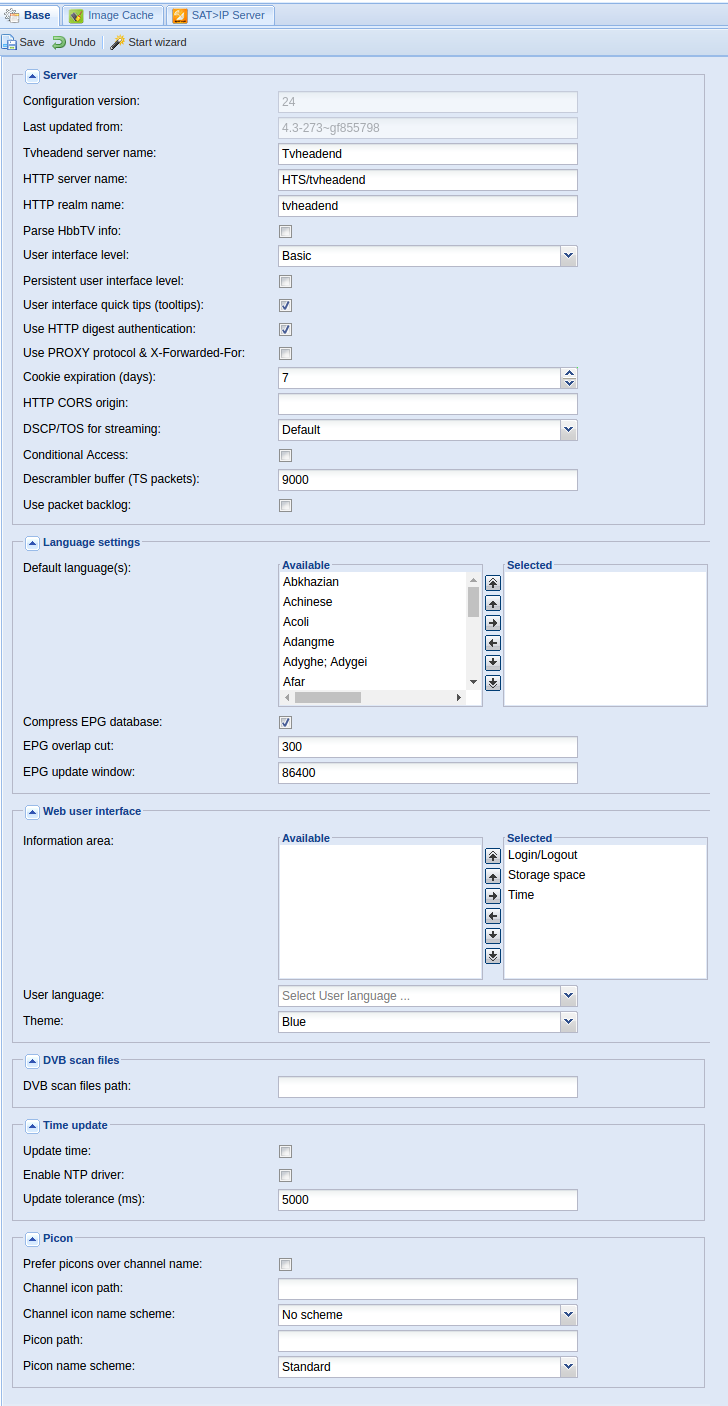 Base Image Cache SAT>IP Server
Save Undo Start wizard
Server
Configuration version: 24
Last updated from: 4.3-273~gf855798
Tvheadend server name: Tvheadend
HTTP server name: HTS/tvheadend
HTTP realm name: tvheadend
Parse HbbTV info:
User interface level: Basic
Persistent user interface level:
User interface quick tips (tooltips):
Use HTTP digest authentication:
Use PROXY protocol & X-Forwarded-For:
Cookie expiration (days): 7
HTTP CORS origin:
DSCP/TOS for streaming: Default
Conditional Access:
Descrambler buffer (TS packets): 9000
Use packet backlog:
Language settings
Default language(s): Available Selected
Abkhazian
Achinese
Acoli
Adangme
Adyghe; Adygei
Afar
Compress EPG database:
EPG overlap cut: 300
EPG update window: 86400
Web user interface
Information area: Available Selected
Login/Logout
Storage space
Time
User language: Select User language ...
Theme: Blue
DVB scan files
DVB scan files path:
Time update
Update time:
Enable NTP driver:
Update tolerance (ms): 5000
Picon
Prefer picons over channel name:
Channel icon path:
Channel icon name scheme: No scheme
Picon path:
Picon name scheme: Standard